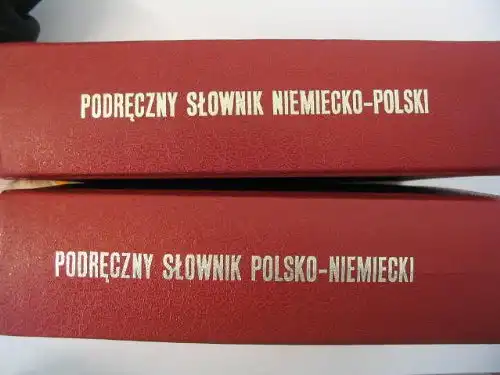 PODRĘCZNY SŁOWNIK NIEMIECKO-POLSKI
PODRĘCZNY SŁOWNIK POLSKO-NIEMIECKI